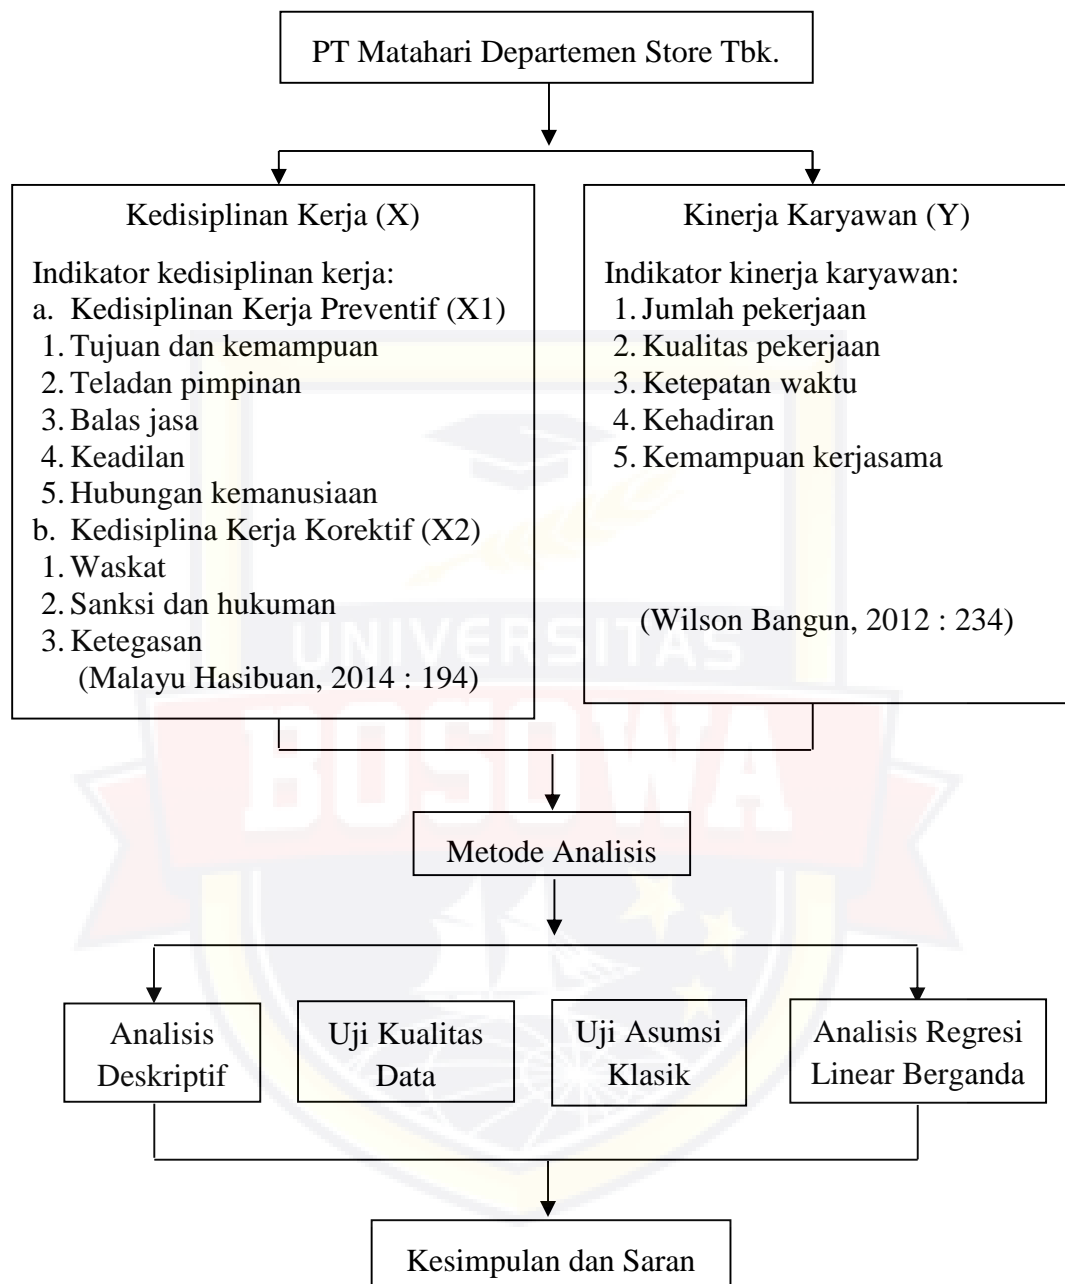 PT Matahari Departemen Store Tbk.
Kedisiplinan Kerja (X)
Indikator kedisiplinan kerja:
a. Kedisiplinan Kerja Preventif (X1)
1. Tujuan dan kemampuan
2. Teladan pimpinan
3. Balas jasa
4. Keadilan
5. Hubungan kemanusiaan
b. Kedisiplina Kerja Korektif (X2)
1. Waskat
2. Sanksi dan hukuman
3. Ketegasan
(Malayu Hasibuan, 2014 : 194)
Kinerja Karyawan (Y)
Indikator kinerja karyawan:
1. Jumlah pekerjaan
2. Kualitas pekerjaan
3. Ketepatan waktu
4. Kehadiran
5. Kemampuan kerjasama
(Wilson Bangun, 2012 : 234)
UNIVERSITAS
BOSOWA
Metode Analisis
Analisis
Deskriptif
Uji Kualitas
Data
Uji Asumsi
Klasik
Analisis Regresi
Linear Berganda
Kesimpulan dan Saran